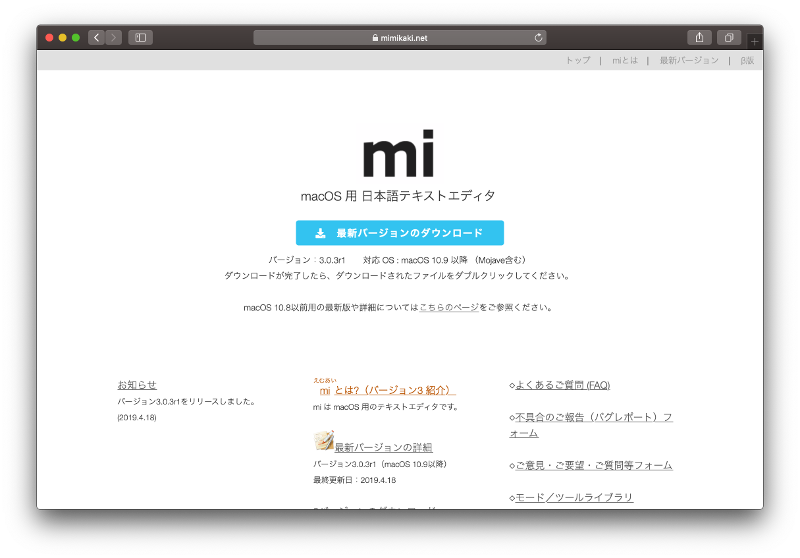 mimikaki.net
トップ | miとは | 最新バージョン | β版
mi
macOS 用 日本語テキストエディタ
最新バージョンのダウンロード
バージョン：3.0.3r1 対応 OS : macOS 10.9 以降 （Mojave含む）
ダウンロードが完了したら、ダウンロードされたファイルをダブルクリックしてください。
macOS 10.8以前用の最新版や詳細についてはこちらのページをご参照ください。
お知らせ
バージョン3.0.3r1をリリースしました。
(2019.4.18)
えむあい
mi とは?（バージョン3 紹介）
mi は macOS 用のテキストエディタです。
最新バージョンの詳細
バージョン3.0.3r1（macOS 10.9以降）
最終更新日：2019.4.18
◇よくあるご質問 (FAQ)
◇不具合のご報告（バグレポート）フ
ォーム
◇ご意見・ご要望・ご質問等フォーム
◇モード／ツールライブラリ